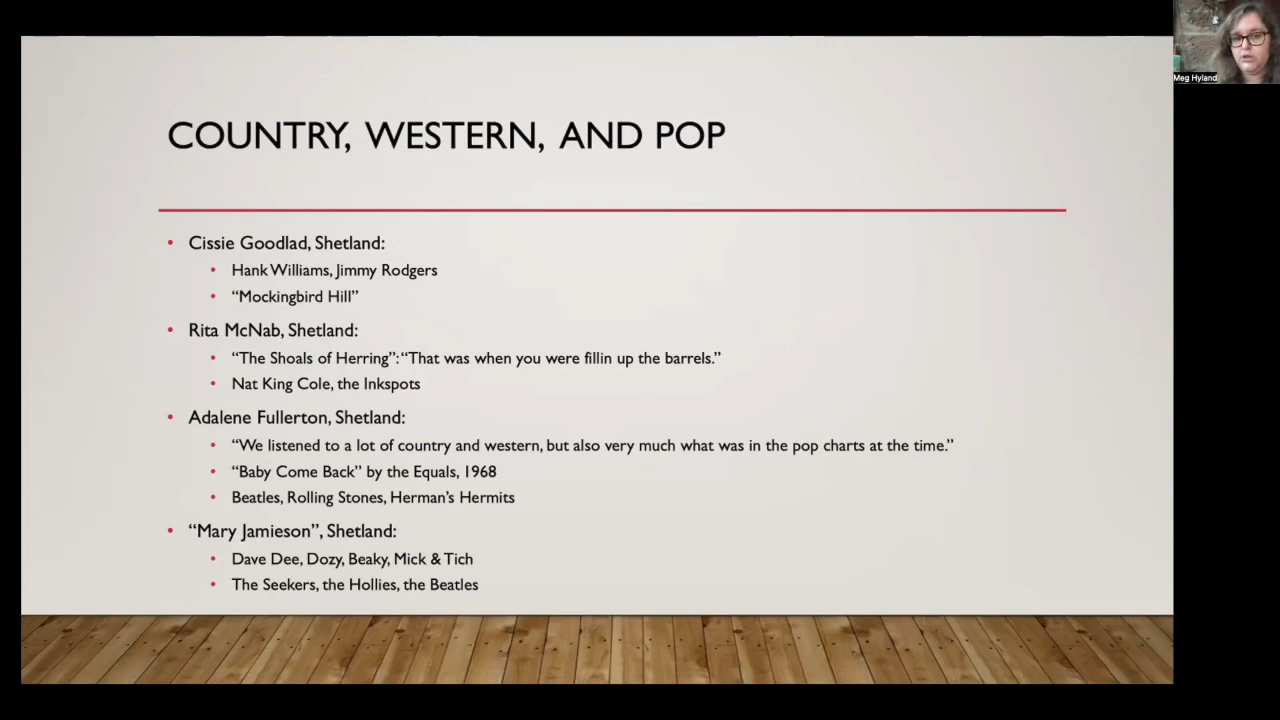 Meg Hyland
COUNTRY, WESTERN, AND POP
• Cissie Goodlad, Shetland:
• Hank Williams, Jimmy Rodgers
• “Mockingbird Hill”
• Rita McNab, Shetland:
• “The Shoals of Herring”: “That was when you were fillin up the barrels.”
• Nat King Cole, the Inkspots
• Adalene Fullerton, Shetland:
• “We listened to a lot of country and western, but also very much what was in the pop charts at the time.”
• “Baby Come Back” by the Equals, 1968
• Beatles, Rolling Stones, Herman’s Hermits
• “Mary Jamieson”, Shetland:
• Dave Dee, Dozy, Beaky, Mick & Tich
• The Seekers, the Hollies, the Beatles